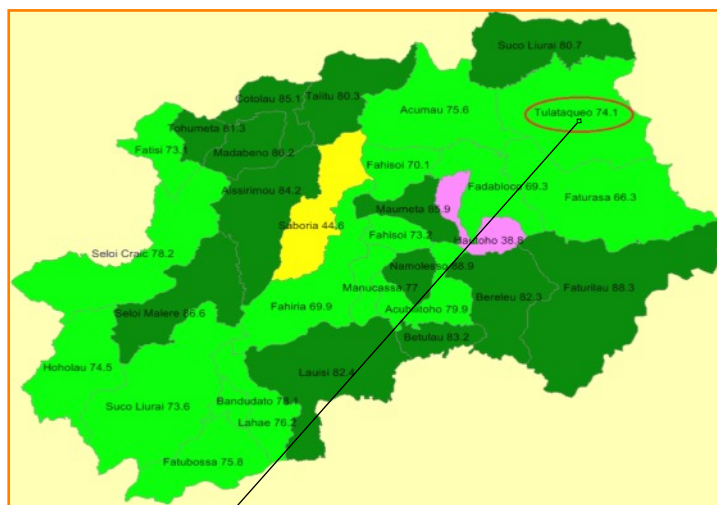 Suco Liurai 80.7
Cotolau 85.1
Talitu 80.3
Acumau 75.6
Tulataqueo 74.1
Tohumeta 81.3
Fatisi 73.1
Madabeno 80.2
Fahisoi 70.1
Aissirimou 84.2
Fadabloco 69.3
Faturasa 66.3
Maumeta 85.9
Saboria 44.6
Fahisoi 73.2
Hautoho 38.8
Seloi Craic 78.2
Namolesso 88.9
Manucassa 77
Bereleu 82.3
Faturilau 88.3
Fahiria 69.9
Acubilitoho 79.9
Seloi Malere 86.6
Betulau 83.2
Hoholau 74.5
Lauisi 82.4
Suco Liurai 73.6
Bandudato 78.1
Lahae 76.2
Fatubossa 75.8